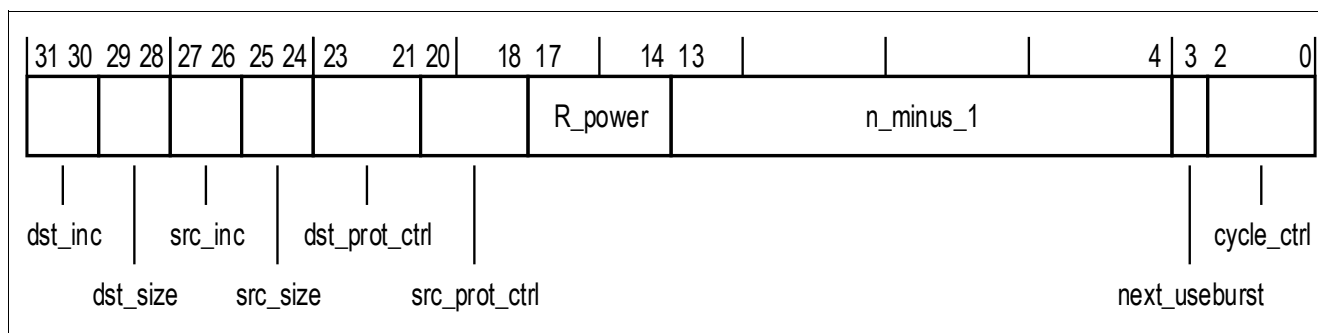 31 30 29 28 27 26 25 24 23 21 20 18 17 14 13 4 3 2 0
R_power n_minus_1
dst_inc src_inc dst_prot_ctrl cycle_ctrl
dst_size src_size src_prot_ctrl next_useburst